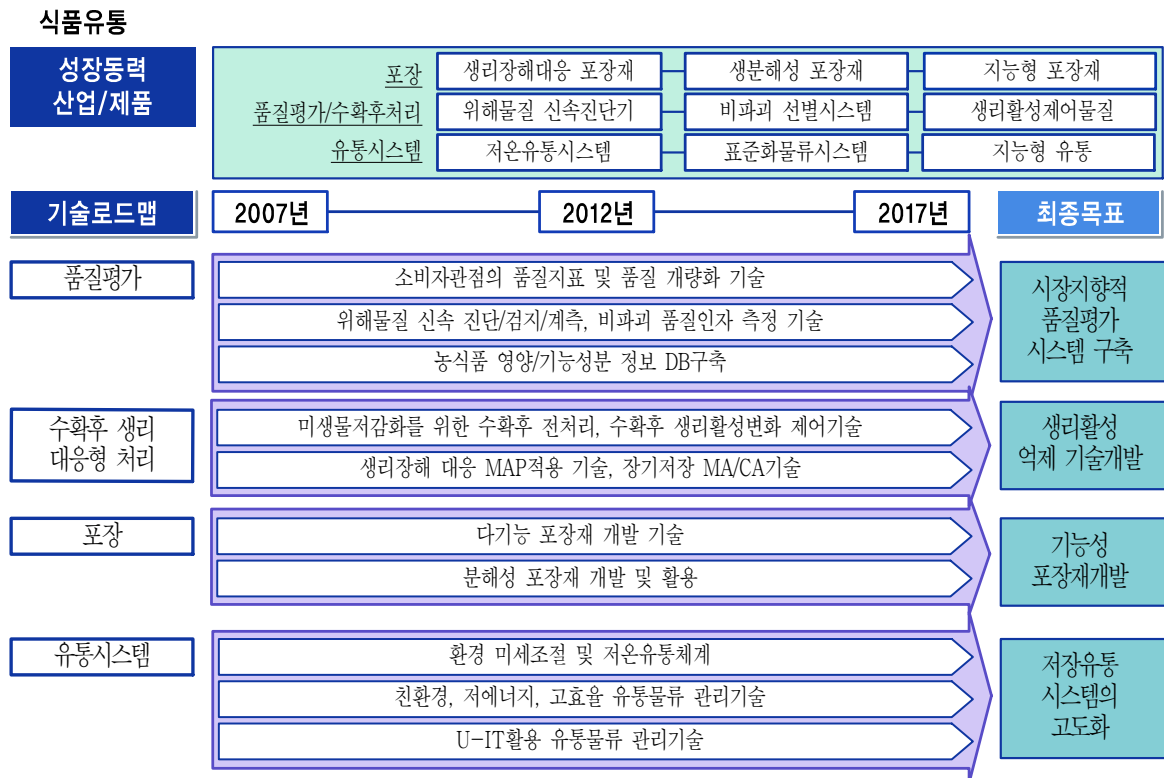 식품유통
성장동력
산업/제품
포장
생리장해대응 포장재
생분해성 포장재
지능형 포장재
품질평가/수확후처리
위해물질 신속진단기
비파괴 선별시스템
생리활성제어물질
유통시스템
저온유통시스템
표준화물류시스템
지능형 유통
기술로드맵
2007년
2012년
2017년
최종목표
품질평가
소비자관점의 품질지표 및 품질 개량화 기술
위해물질 신속 진단/검지/계측, 비파괴 품질인자 측정 기술
농식품 영양/기능성분 정보 DB구축
시장지향적
품질평가
시스템 구축
수확후 생리
대응형 처리
미생물저감화를 위한 수확후 전처리, 수확후 생리활성변화 제어기술
생리장해 대응 MAP적용 기술, 장기저장 MA/CA기술
생리활성
억제 기술개발
포장
다기능 포장재 개발 기술
분해성 포장재 개발 및 활용
기능성
포장재개발
유통시스템
환경 미세조절 및 저온유통체계
친환경, 저에너지, 고효율 유통물류 관리기술
U-IT활용 유통물류 관리기술
저장유통
시스템의
고도화